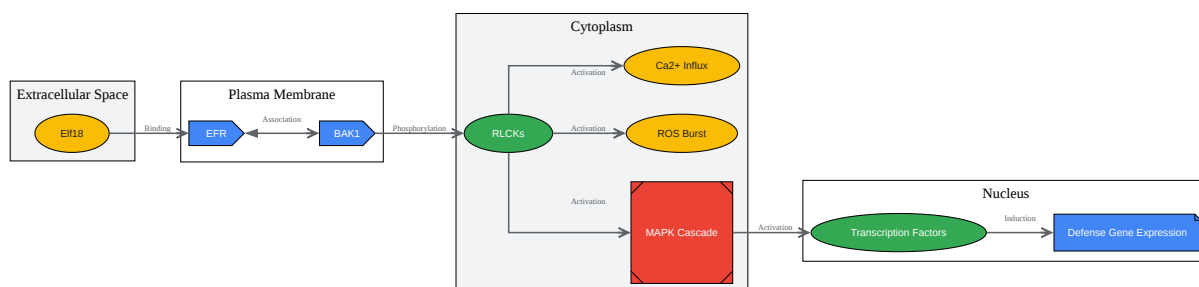 Cytoplasm
Ca2+ Influx
Activation
Extracellular Space
Plasma Membrane
Elf18
Binding
EFR
Association
BAK1
Phosphorylation
RLCKs
Activation
ROS Burst
Activation
MAPK Cascade
Activation
Nucleus
Transcription Factors
Induction
Defense Gene Expression